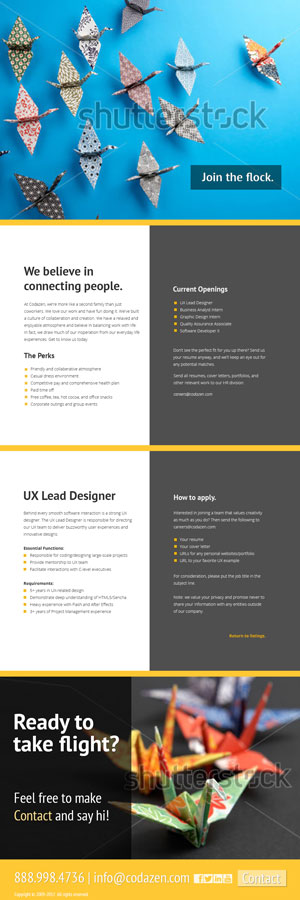 shutterstock
Join the flock.
We believe in
connecting people.
At Codazen, we're more like a second family than just
coworkers. We love our work and have fun doing it. We've built
a culture of collaboration and creation. We have a relaxed and
enjoyable atmosphere and believe in balancing work with life.
In fact, we draw much of our inspiration from our everyday life
experiences. Get to know us today.
The Perks
Friendly and collaborative atmosphere
Casual dress environment
Competitive pay and comprehensive health plan
Paid time off
Free coffee, tea, hot cocoa, and office snacks
Corporate outings and group events
Current Openings
UX Lead Designer
Business Analyst Intern
Graphic Design Intern
Quality Assurance Associate
Software Developer II
Don't see the perfect fit for you up there? Send us
your resume anyway, and we'll keep an eye out for
any potential matches.
Send all resumes, cover letters, portfolios, and
other relevant work to our HR division:
careers@codazen.com
UX Lead Designer
Behind every smooth software interaction is a strong UX
designer. The UX Lead Designer is responsible for directing
our UX team to deliver buzzworthy user experiences and
innovative designs.
Essential Functions:
Responsible for coding/designing large-scale projects
Provide mentorship to UX team
Facilitate interactions with C-level executives
Requirements:
5+ years in UX-related design
Demonstrate deep understanding of HTML5/Sencha
Heavy experience with Flash and After Effects
3+ years of Project Management experience
How to apply.
Interested in joining a team that values creativity
as much as you do? Then send the following to
careers@codazen.com:
Your resume
Your cover letter
URLs for any personal websites/portfolio
URL to your favorite UX example
For consideration, please put the job title in the
subject line.
Note: we value your privacy and promise never to
share your information with any entities outside
of our company.
Return to listings.
Ready to
take flight?
shutterstock
Feel free to make
Contact and say hi!
888.998.4736 | info@codazen.com
Contact
Copyright © 2005-2012. All rights reserved.